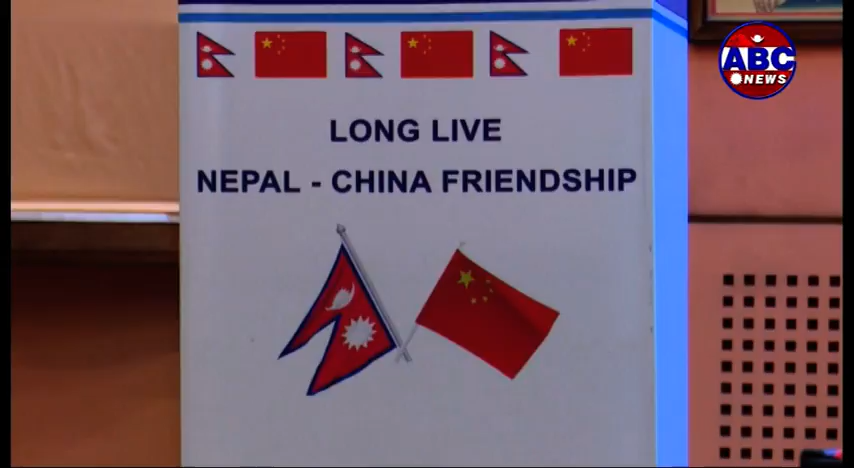 ABC
NEWS
LONG LIVE
NEPAL - CHINA FRIENDSHIP